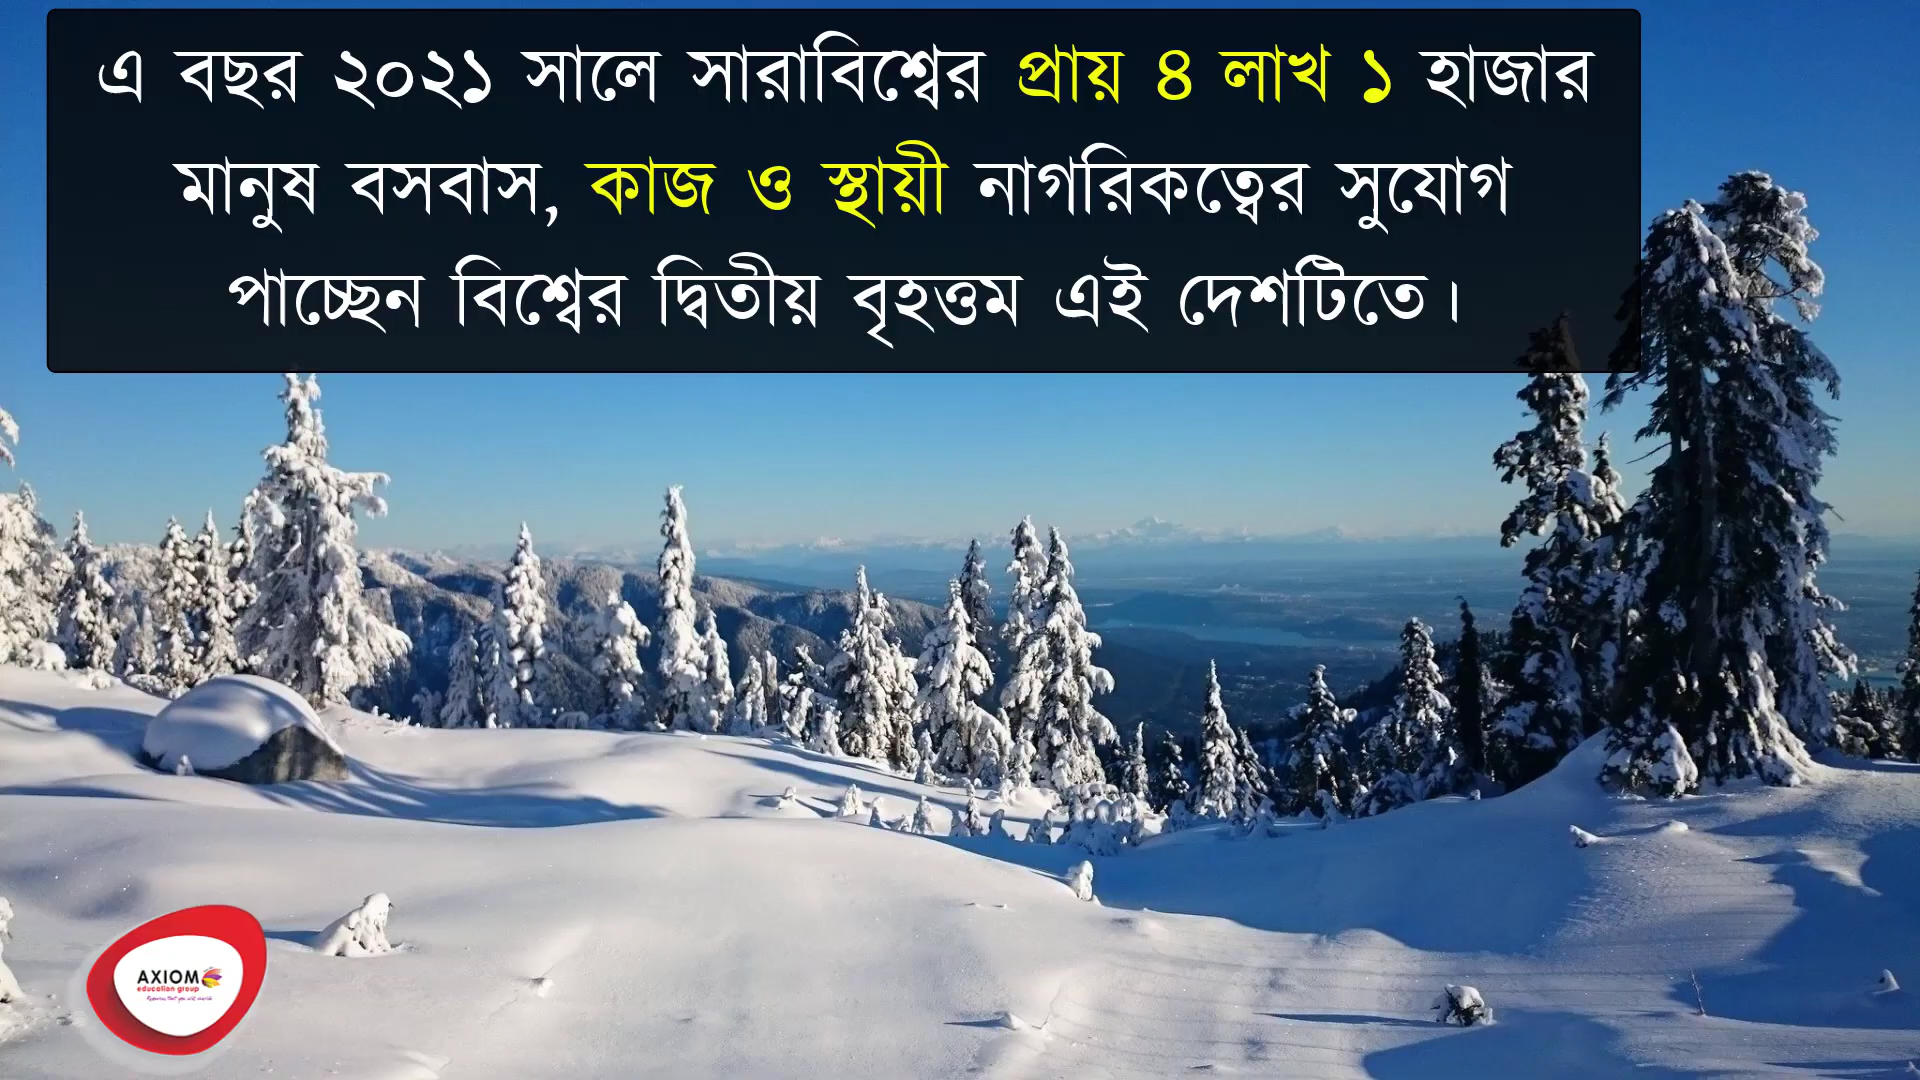 এ বছর ২০২১ সালে সারাবিশ্বের প্রায় ৪ লাখ ১ হাজার
মানুষ বসবাস, কাজ ও স্থায়ী নাগরিকত্বের সুযোগ
পাচ্ছেন বিশ্বের দ্বিতীয় বৃহত্তম এই দেশটিতে।
AXIOM
education group